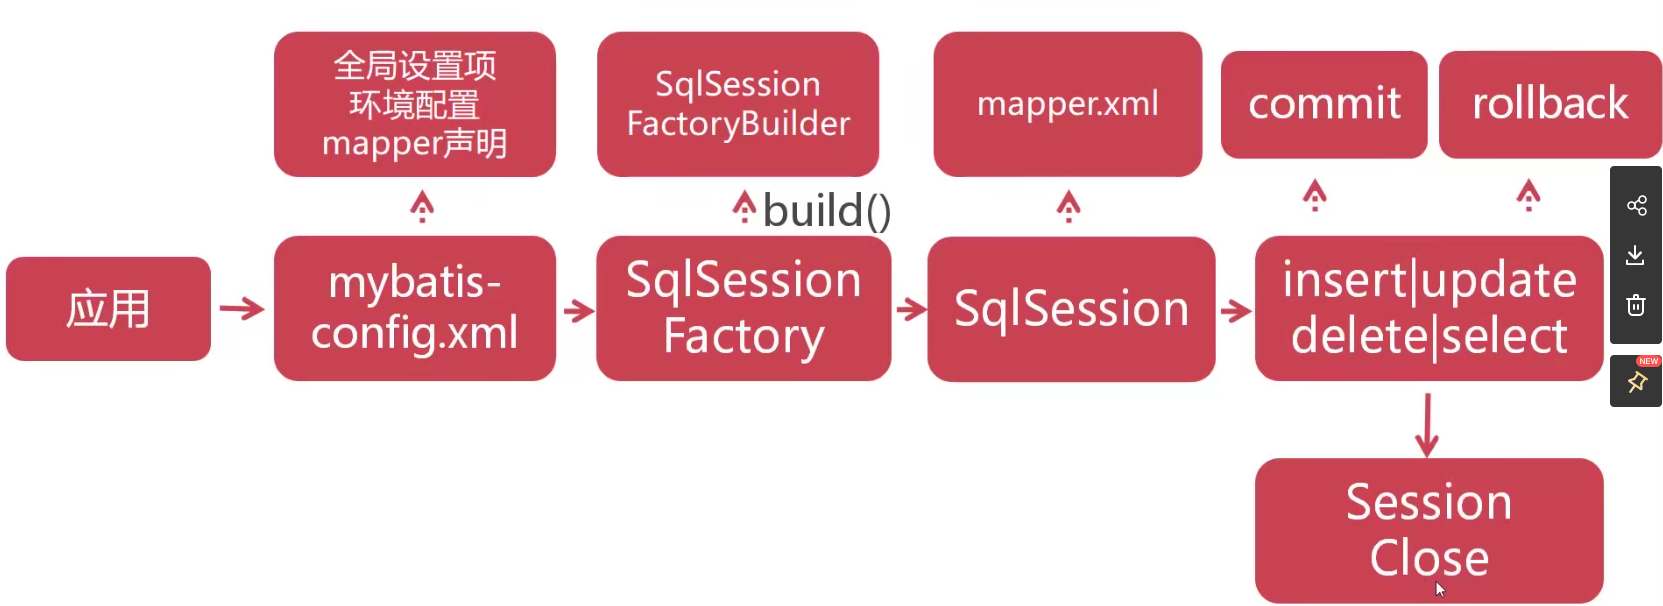 全局设置项
环境配置
mapper声明
SqlSession
FactoryBuilder
mapper.xml
commit
rollback
build()
应用
mybatis-
config.xml
SqlSession
Factory
SqlSession
insert|update
delete|select
NEW
Session
Close